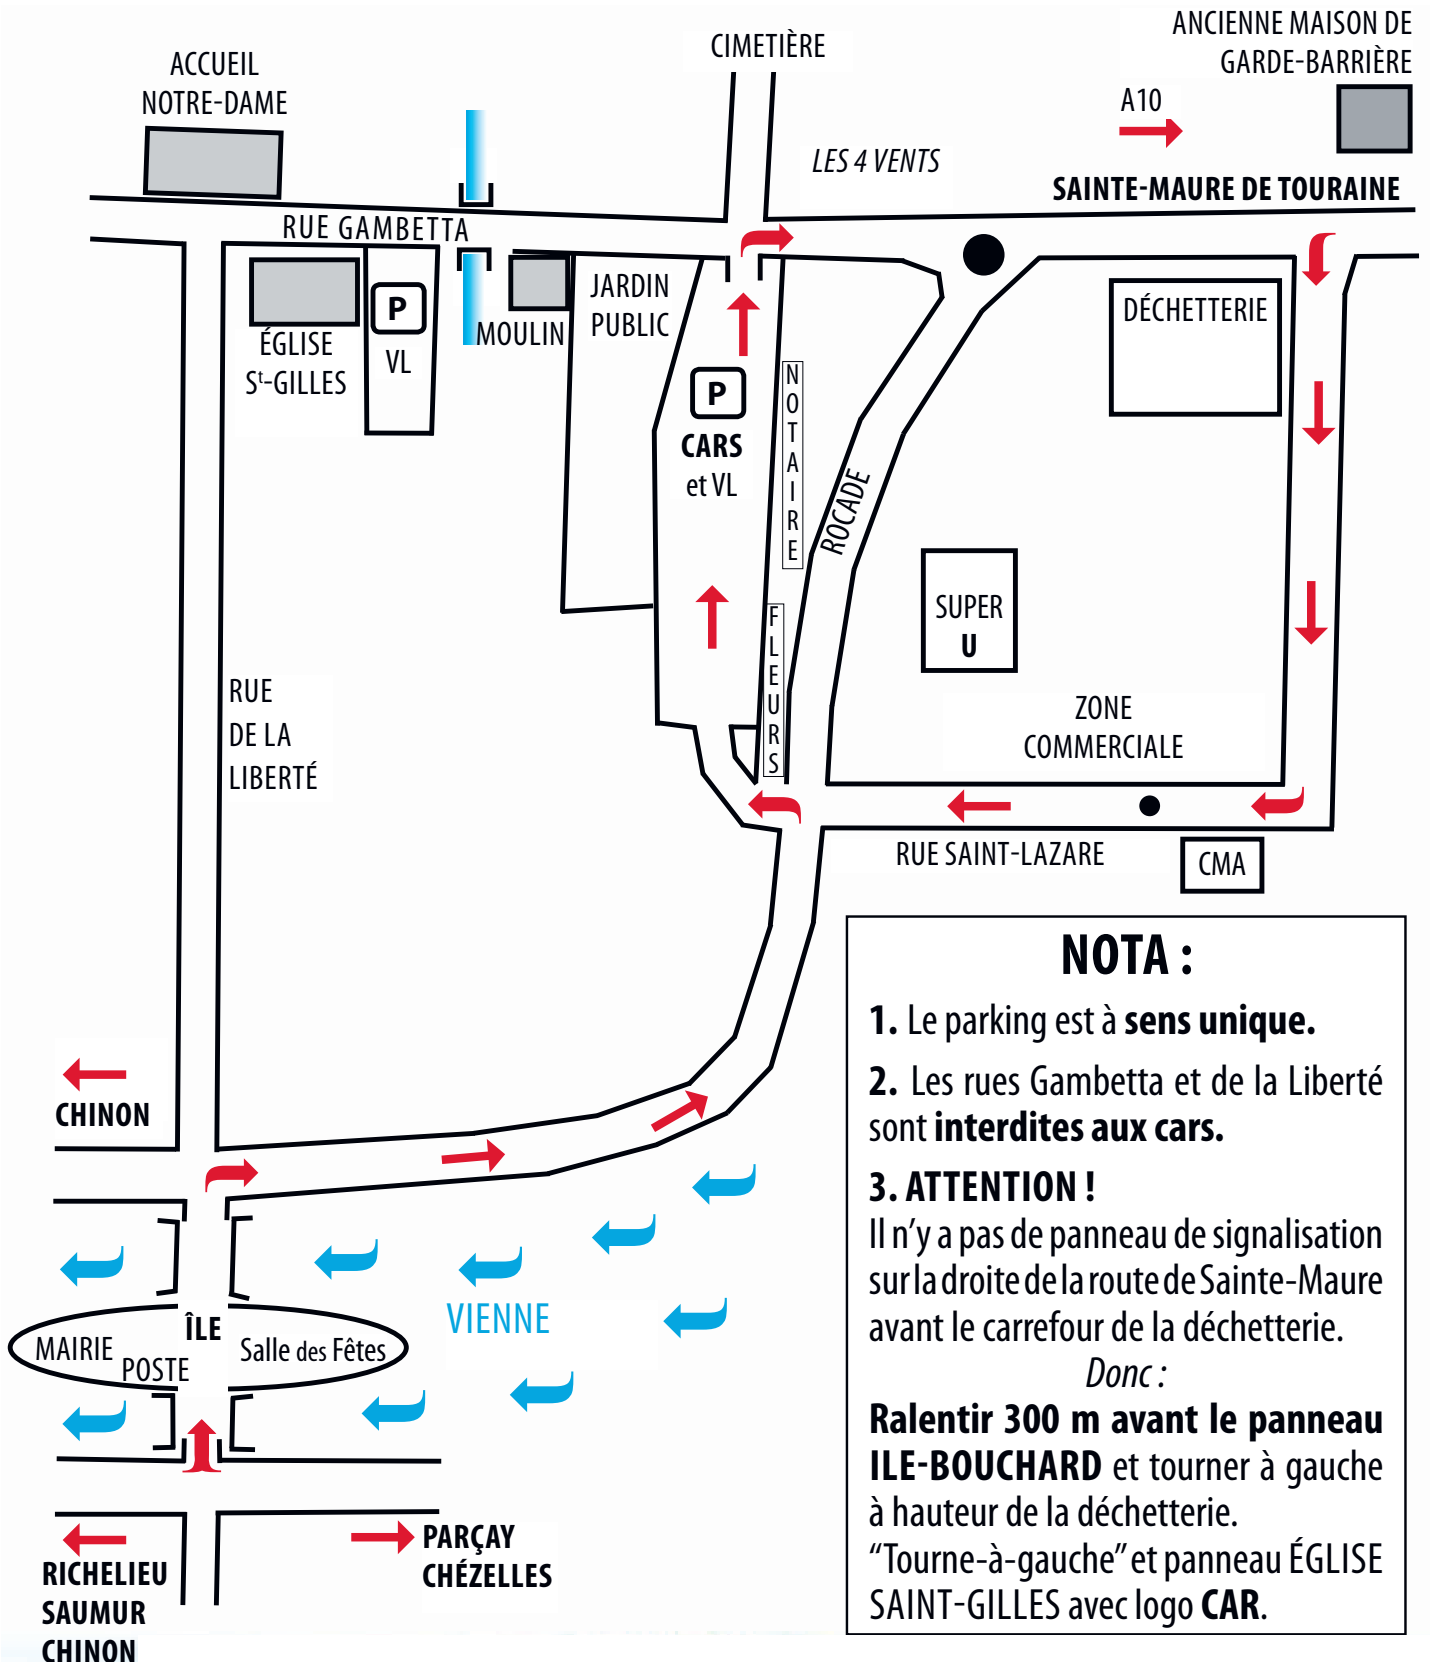 ANCIENNE MAISON DE
GARDE-BARRIÈRE
CIMETIÈRE
ACCUEIL
NOTRE-DAME
A10
LES 4 VENTS
SAINTE-MAURE DE TOURAINE
RUE GAMBETTA
P
VL
ÉGLISE
St-GILLES
MOULIN
JARDIN
PUBLIC
DÉCHETTERIE
P
CARS
et VL
NOTAIRE
ROCADE
FLEURS
SUPER
U
RUE
DE LA
LIBERTÉ
ZONE
COMMERCIALE
RUE SAINT-LAZARE
CMA
CHINON
VIENNE
ÎLE
MAIRIE
POSTE
Salle des Fêtes
PARÇAY
CHÉZELLES
RICHELIEU
SAUMUR
CHINON
NOTA :
1. Le parking est à sens unique.
2. Les rues Gambetta et de la Liberté
sont interdites aux cars.
3. ATTENTION !
Il n’y a pas de panneau de signalisation
sur la droite de la route de Sainte-Maure
avant le carrefour de la déchetterie.
Donc :
Ralentir 300 m avant le panneau
ILE-BOUCHARD et tourner à gauche
à hauteur de la déchetterie.
“Tourne-à-gauche” et panneau ÉGLISE
SAINT-GILLES avec logo CAR.